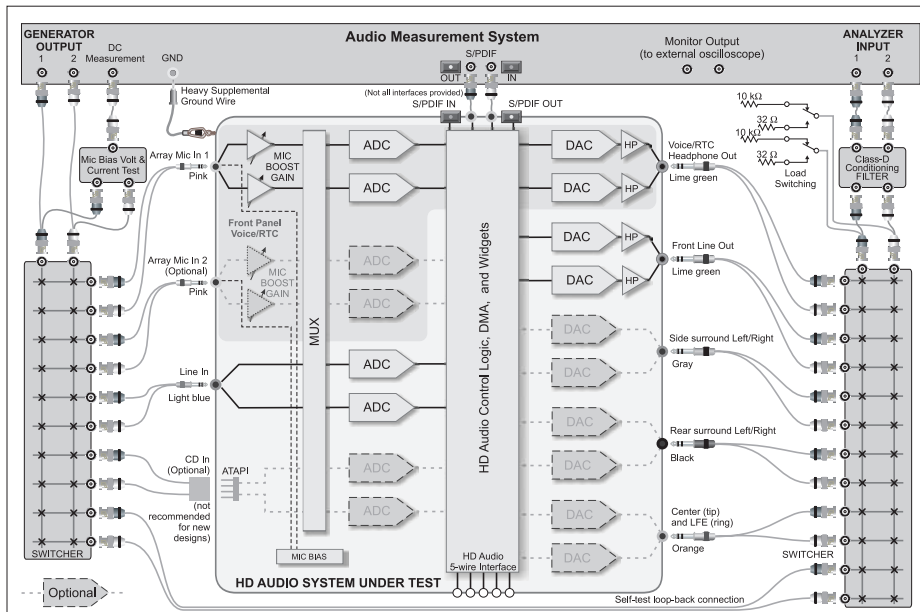 Audio Measurement System
GENERATOR
OUTPUT
1
2
DC
Measurement
GND
S/PDIF
OUT
IN
Monitor Output
(to external oscilloscope)
ANALYZER
INPUT
1
2
Heavy Supplemental
Ground Wire
(Not all interfaces provided)
S/PDIF IN
S/PDIF OUT
10 kΩ
32 Ω
10 kΩ
32 Ω
Load
Switching
Mic Bias Volt &
Current Test
Class-D
Conditioning
FILTER
Array Mic In 1
Pink
MIC
BOOST
GAIN
Front Panel
Voice/RTC
Array Mic In 2
(Optional)
Pink
MIC
BOOST
GAIN
MUX
ADC
ADC
ADC
ADC
ADC
ADC
ADC
ADC
HD Audio Control Logic, DMA, and Widgets
DAC
HP
DAC
HP
DAC
HP
DAC
HP
DAC
DAC
DAC
DAC
DAC
DAC
Voice/RTC
Headphone Out
Lime green
Front Line Out
Lime green
Side surround Left/Right
Gray
Rear surround Left/Right
Black
Center (tip)
and LFE (ring)
Orange
Line In
Light blue
CD In
(Optional)
ATAPI
(not
recommended
for new
designs)
MIC BIAS
HD Audio
5-wire Interface
HD AUDIO SYSTEM UNDER TEST
SWITCHER
SWITCHER
Optional
Self-test loop-back connection